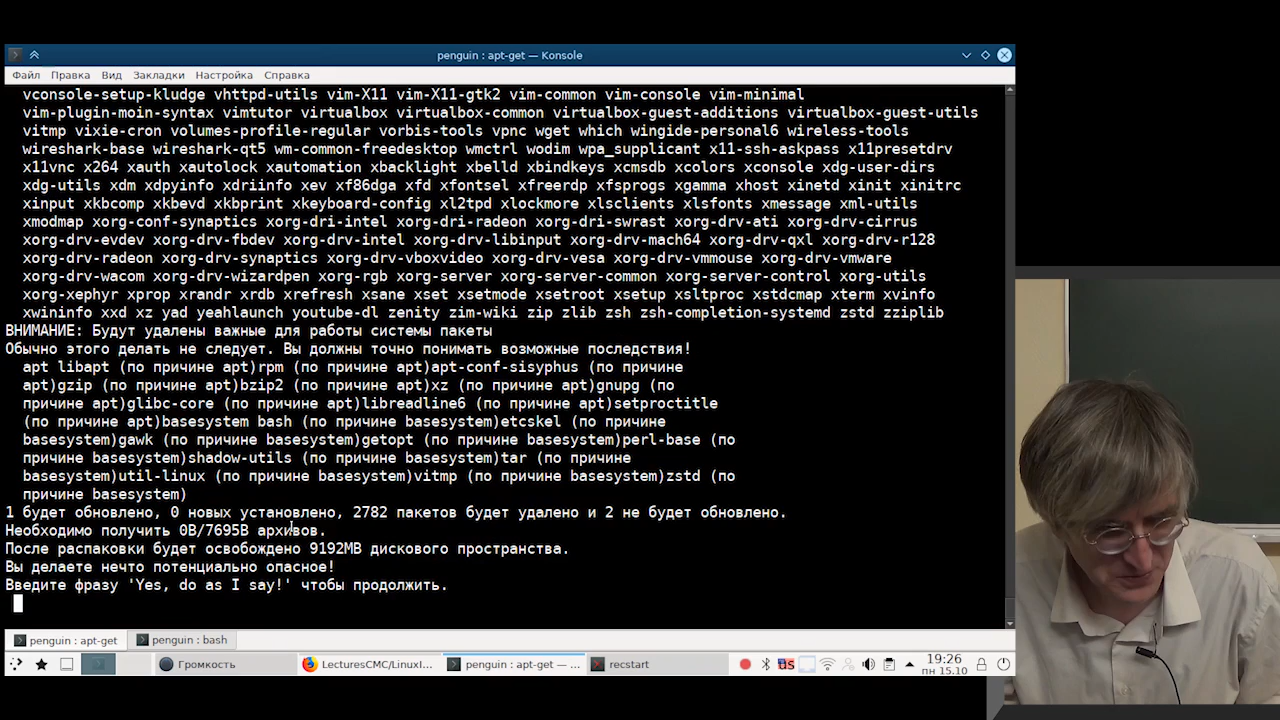 penguin : apt-get — Konsole
Файл Правка Вид Закладки Настройка Справка
vconsole-setup-kludge vhttpd-utils vim-X11 vim-X11-gtk2 vim-common vim-console vim-minimal
vim-plugin-moin-syntax vimtutor virtualbox virtualbox-common virtualbox-guest-additions virtualbox-guest-utils
vitmp vixie-cron volumes-profile-regular vorbis-tools vpnc wget which wingide-personal6 wireless-tools
wireshark-base wireshark-qt5 wm-common-freedesktop wmctrl wodim wpa_supplicant x11-ssh-askpass x11presetdrv
x11vnc x264 xauth xautolock xautomation xbacklight xbelld xbindkeys xcmsdb xcolors xconsole xdg-user-dirs
xdg-utils xdm xdpyinfo xdriinfo xev xf86dga xfd xfontsel xfreerdp xfsprogs xgamma xhost xinetd xinit xinitrc
xinput xkbcomp xkbevd xkbprint xkeyboard-config xl2tpd xlockmore xlsclients xlsfonts xmessage xml-utils
xmodmap xorg-conf-synaptics xorg-dri-intel xorg-dri-radeon xorg-dri-swrast xorg-drv-ati xorg-drv-cirrus
xorg-drv-evdev xorg-drv-fbdev xorg-drv-intel xorg-drv-libinput xorg-drv-mach64 xorg-drv-qxl xorg-drv-r128
xorg-drv-radeon xorg-drv-synaptics xorg-drv-vboxvideo xorg-drv-vesa xorg-drv-vmmouse xorg-drv-vmware
xorg-drv-wacom xorg-drv-wizardpen xorg-rgb xorg-server xorg-server-common xorg-server-control xorg-utils
xorg-xephyr xprop xrandr xrdb xrefresh xsane xset xsetmode xsetroot xsetup xsltproc xstdcmap xterm xvinfo
xwininfo xxd xz yad yeahlaunch youtube-dl zenity zim-wiki zip zlib zsh zsh-completion-systemd zstd zziplib
ВНИМАНИЕ: Будут удалены важные для работы системы пакеты
Обычно этого делать не следует. Вы должны точно понимать возможные последствия!
apt libapt (по причине apt)rpm (по причине apt)apt-conf-sisyphus (по причине
apt)gzip (по причине apt)bzip2 (по причине apt)xz (по причине apt)gnupg (по
причине apt)glibc-core (по причине apt)libreadline6 (по причине apt)setproctitle
(по причине apt)basesystem bash (по причине basesystem)etcskel (по причине
basesystem)gawk (по причине basesystem)getopt (по причине basesystem)perl-base (по
причине basesystem)shadow-utils (по причине basesystem)tar (по причине
basesystem)util-linux (по причине basesystem)vitmp (по причине basesystem)zstd (по
причине basesystem)
1 будет обновлено, 0 новых установлено, 2782 пакетов будет удалено и 2 не будет обновлено.
Необходимо получить 0B/7695B архивов.
После распаковки будет освобождено 9192MB дискового пространства.
Вы делаете нечто потенциально опасное!
Введите фразу 'Yes, do as I say!' чтобы продолжить.
penguin : apt-get penguin : bash
Громкость LecturesCMC/LinuxI... penguin : apt-get — ... recstart us 19:26
пн 15.10